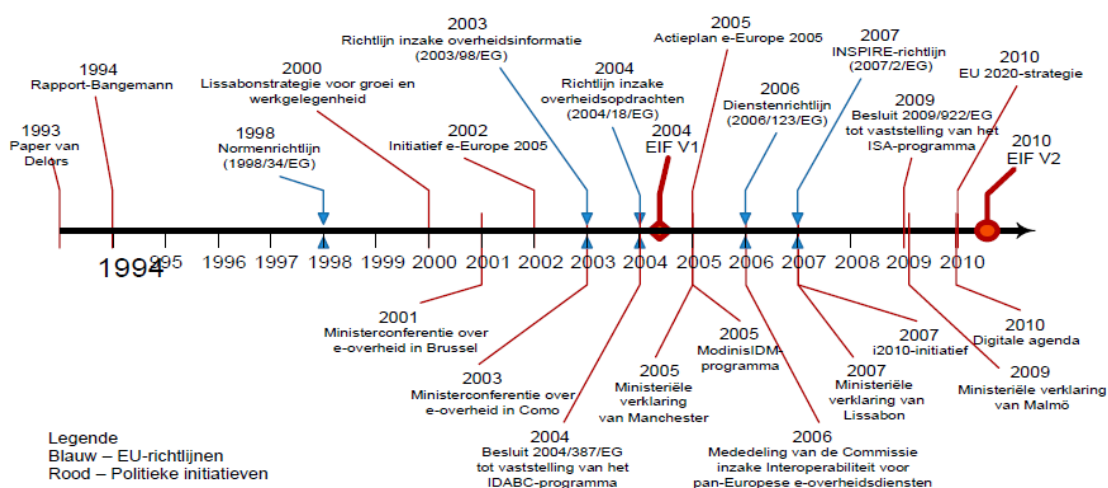 1993
Paper van
Delors
1994
Rapport-Bangemann
1998
Normenrichtlijn
(1998/34/EG)
2000
Lissabonstrategie voor groei en
werkgelegenheid
2002
Initiatief e-Europe 2005
2003
Richtlijn inzake overheidsinformatie
(2003/98/EG)
2004
Richtlijn inzake
overheidsopdrachten
(2004/18/EG)
2004
EIF V1
2005
Actieplan e-Europe 2005
2006
Dienstenrichtlijn
(2006/123/EG)
2007
INSPIRE-richtlijn
(2007/2/EG)
2009
Besluit 2009/922/EG
tot vaststelling van het
ISA-programma
2010
EU 2020-strategie
2010
EIF V2
1994 1995 1996 1997 1998 1999 2000 2001 2002 2003 2004 2005 2006 2007 2008 2009 2010
2001
Ministerconferentie over
e-overheid in Brussel
2003
Ministerconferentie over
e-overheid in Como
2004
Besluit 2004/387/EG
tot vaststelling van het
IDABC-programma
2005
Ministeriële
verklaring
van Manchester
2005
ModinisIDM-
programma
2006
Mededeling van de Commissie
inzake Interoperabiliteit voor
pan-Europese e-overheidsdiensten
2007
Ministeriële
verklaring van
Lissabon
2007
i2010-initiatief
2009
Ministeriële verklaring
van Malmö
2010
Digitale agenda
Legende
Blauw – EU-richtlijnen
Rood – Politieke initiatieven